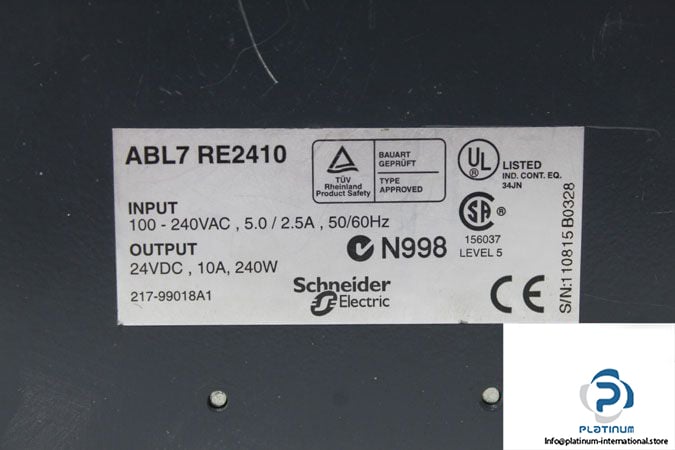 ABL7 RE2410
TÜV
Rheinland
Product Safety
BAUART
GEPRÜFT
TYPE
APPROVED
UL
LISTED
IND. CONT. EQ.
34JN
INPUT
100 - 240VAC , 5.0 / 2.5A , 50/60Hz
OUTPUT
24VDC , 10A, 240W
217-99018A1
N998
SA ®
156037
LEVEL 5
Schneider
Electric
CE
S/N:110815 B0328
PLATINUM
Info@platinum-international.store